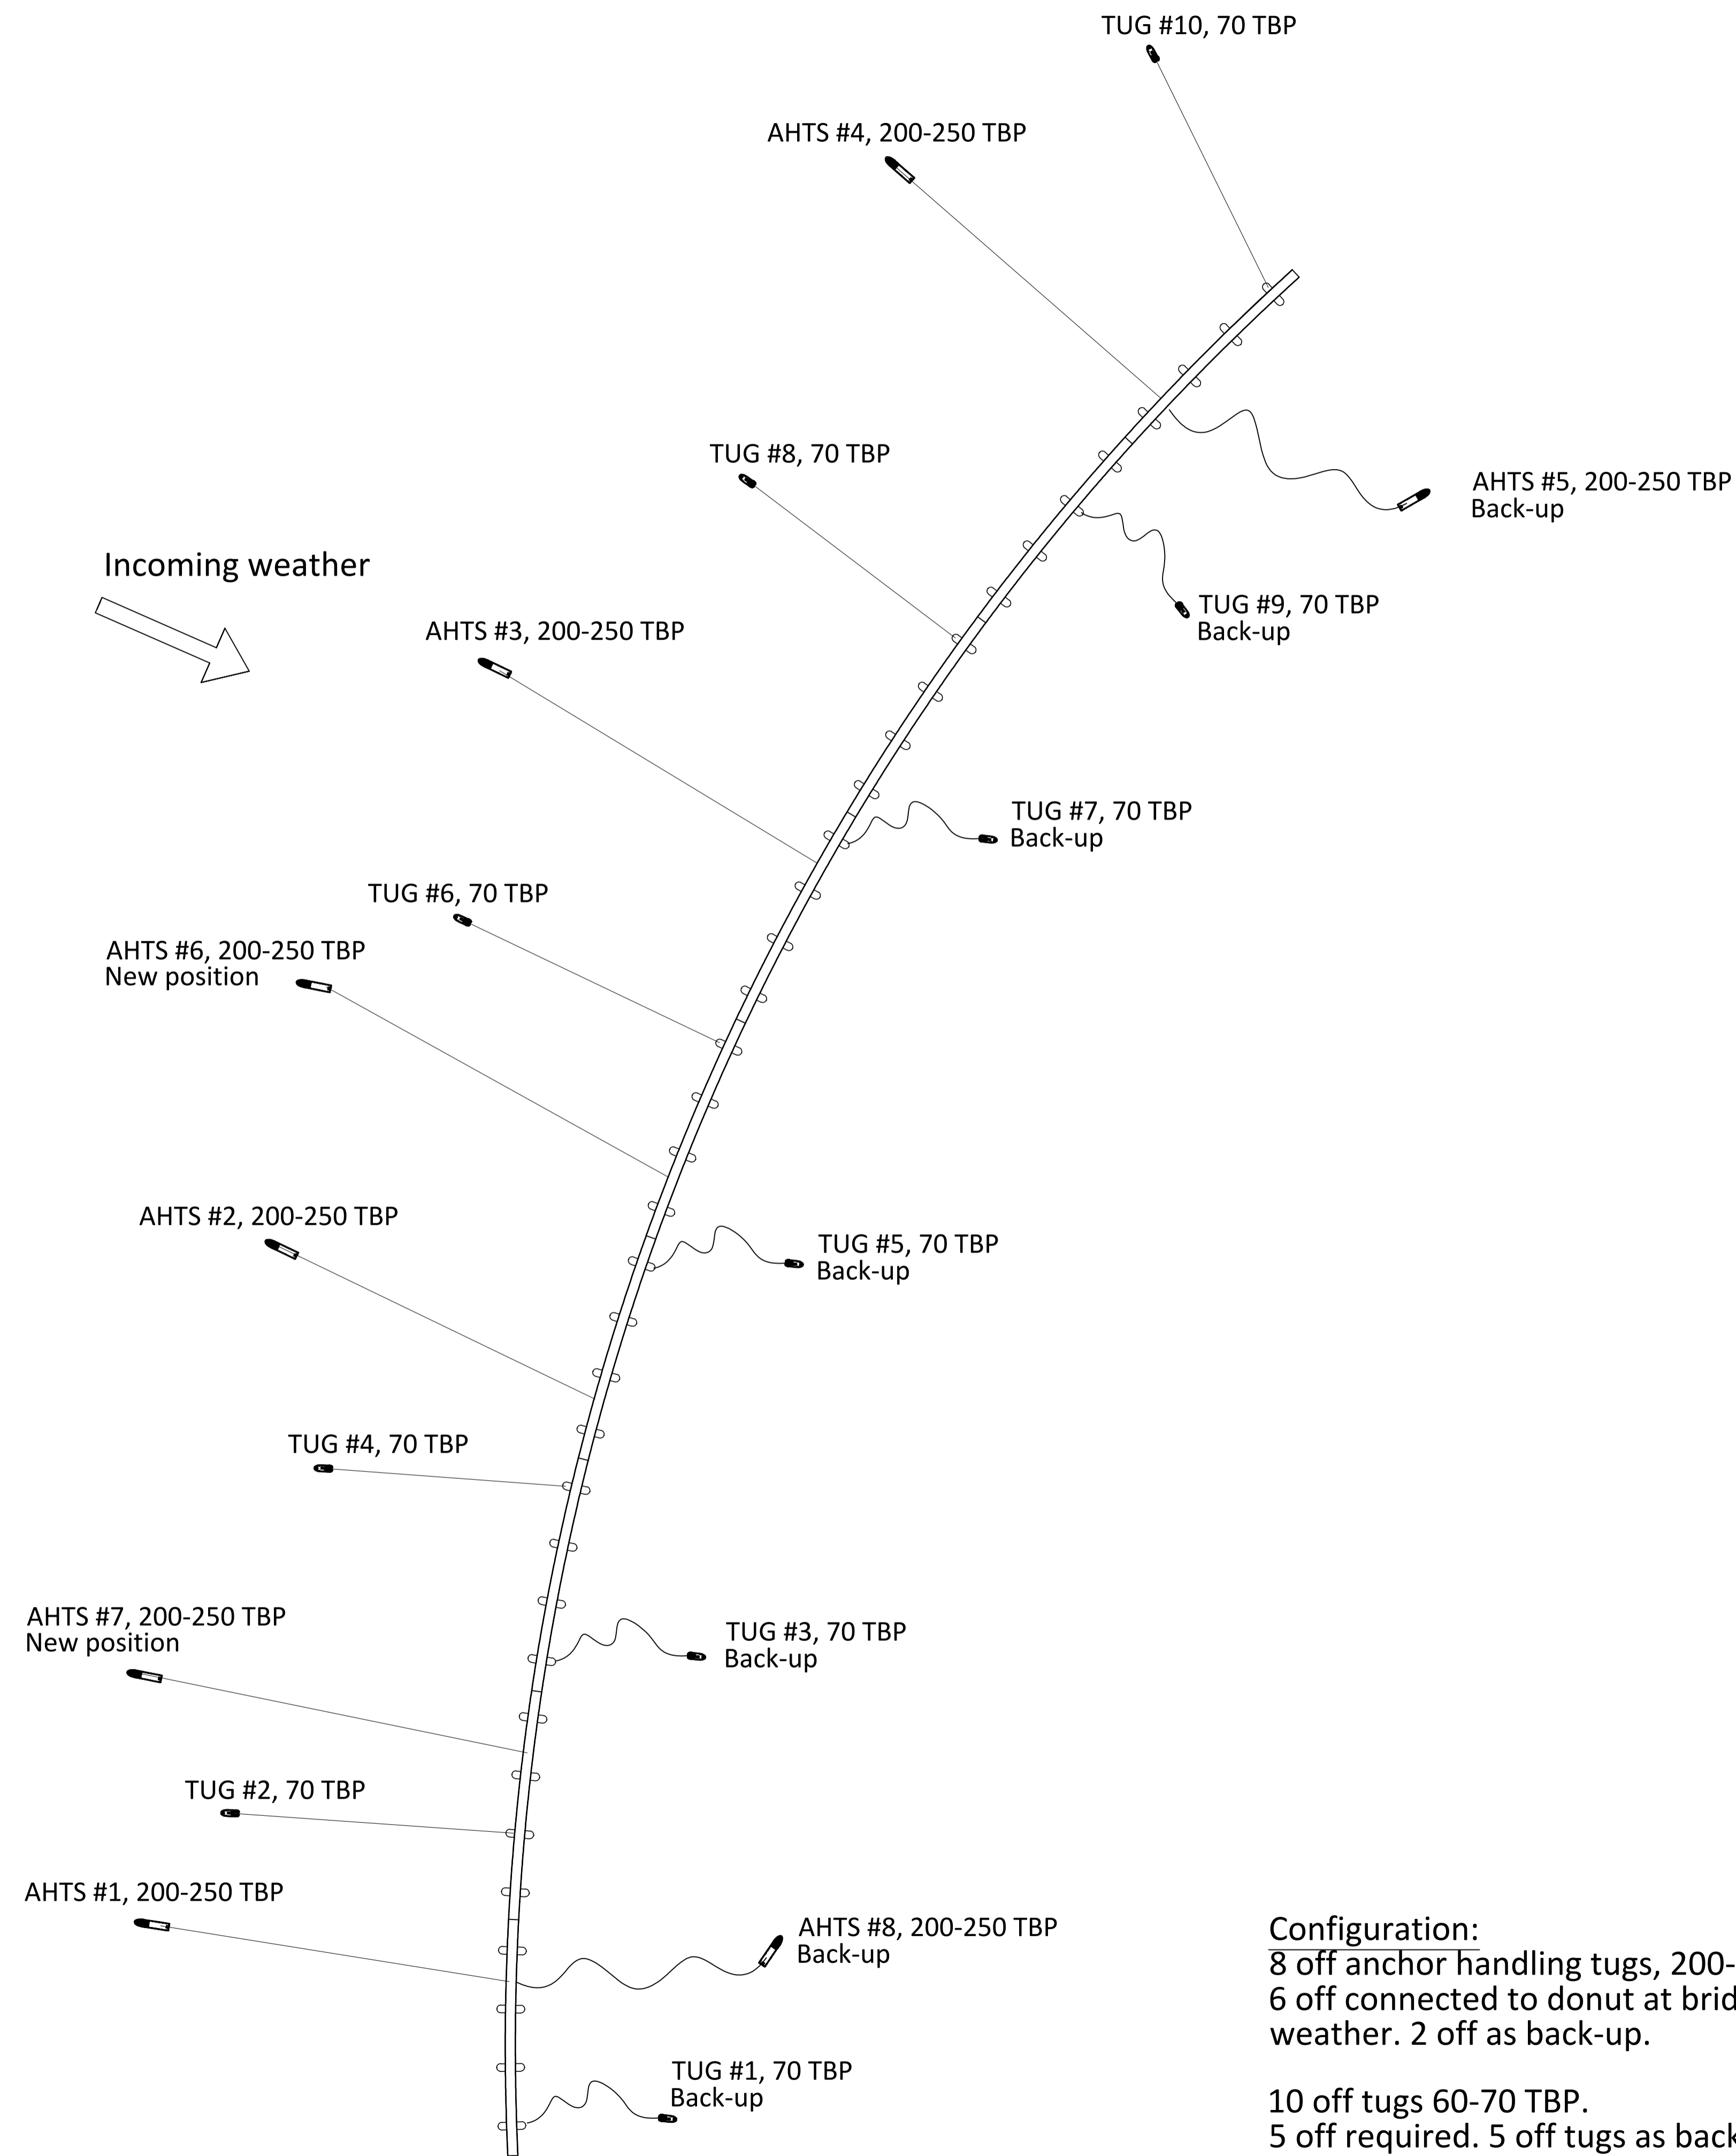 TUG #10, 70 TBP
AHTS #4, 200-250 TBP
TUG #8, 70 TBP
AHTS #5, 200-250 TBP
Back-up
Incoming weather
TUG #9, 70 TBP
Back-up
AHTS #3, 200-250 TBP
TUG #7, 70 TBP
Back-up
TUG #6, 70 TBP
AHTS #6, 200-250 TBP
New position
AHTS #2, 200-250 TBP
TUG #5, 70 TBP
Back-up
TUG #4, 70 TBP
AHTS #7, 200-250 TBP
New position
TUG #3, 70 TBP
Back-up
TUG #2, 70 TBP
AHTS #1, 200-250 TBP
AHTS #8, 200-250 TBP
Back-up
TUG #1, 70 TBP
Back-up
Configuration:
8 off anchor handling tugs, 200-
6 off connected to donut at
weather. 2 off as back-up.
10 off tugs 60-70 TBP.
5 off required. 5 off tugs as